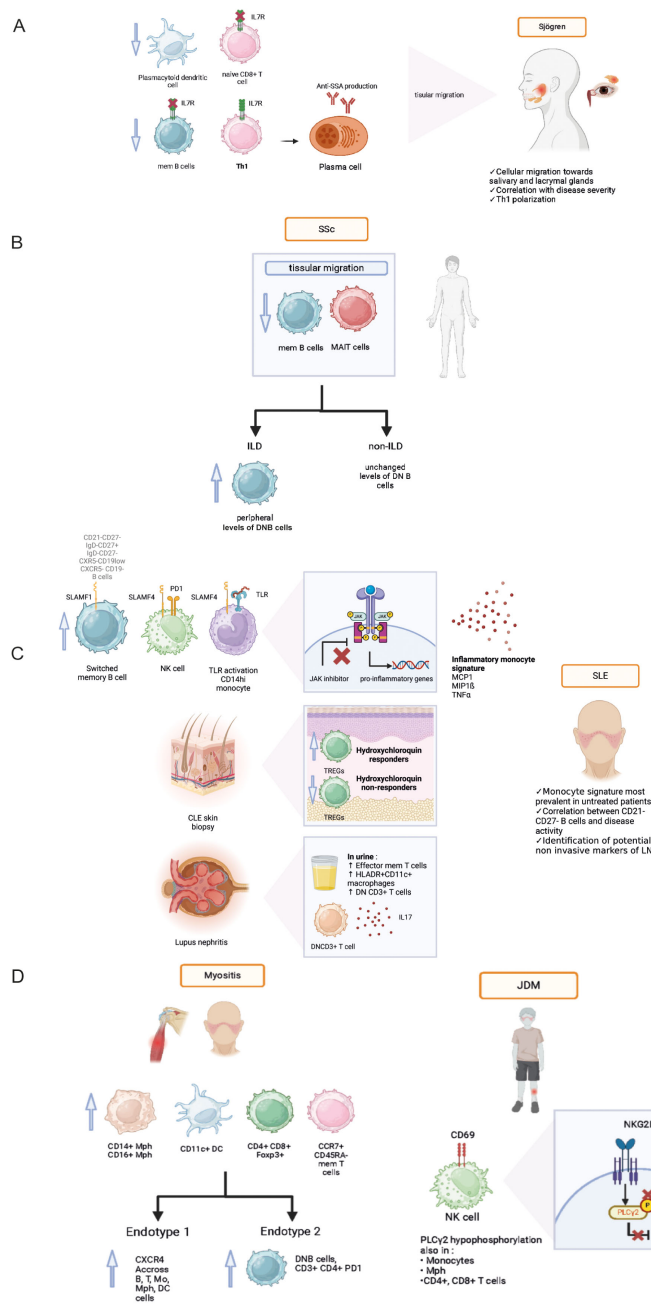 A
Sjögren
IL7R
Plasmacytoid dendritic
cell
naive CD8+ T
cell
Anti-SSA production
tissular migration
IL7R
IL7R
mem B cells
Th1
Plasma cell
✓Cellular migration towards
salivary and lacrymal glands
✓Correlation with disease severity
✓Th1 polarization
B
SSc
tissular migration
mem B cells
MAIT cells
ILD
non-ILD
unchanged
levels of DN B
cells
peripheral
levels of DNB cells
C
CD21-CD27-
IgD-CD27+
IgD-CD27-
CXR5-CD19low
CXCR5- CD19-
B cells
SLAMF1
SLAMF4
PD1
SLAMF4
TLR
Switched
memory B cell
NK cell
TLR activation
CD14hi
monocyte
JAK
JAK
P
P
P
P
JAK inhibitor
pro-inflammatory genes
Inflammatory monocyte
signature
MCP1
MIP1ß
TNFα
SLE
CLE skin
biopsy
TREGs
Hydroxychloroquin
responders
Hydroxychloroquin
non-responders
TREGs
✓Monocyte signature most
prevalent in untreated patients
✓Correlation between CD21-
CD27- B cells and disease
activity
✓Identification of potential
non invasive markers of LN
Lupus nephritis
In urine :
↑ Effector mem T cells
↑ HLADR+CD11c+
macrophages
↑ DN CD3+ T cells
IL17
DNCD3+ T cell
D
Myositis
JDM
CD14+ Mph
CD16+ Mph
CD11c+ DC
CD4+ CD8+
Foxp3+
CCR7+
CD45RA-
mem T
cells
Endotype 1
CXCR4
Accross
B, T, Mo,
Mph, DC
cells
Endotype 2
DNB cells,
CD3+ CD4+ PD1
CD69
NK cell
PLCγ2 hypophosphorylation
also in :
• Monocytes
• Mph
•CD4+, CD8+ T cells
PLCγ2
P